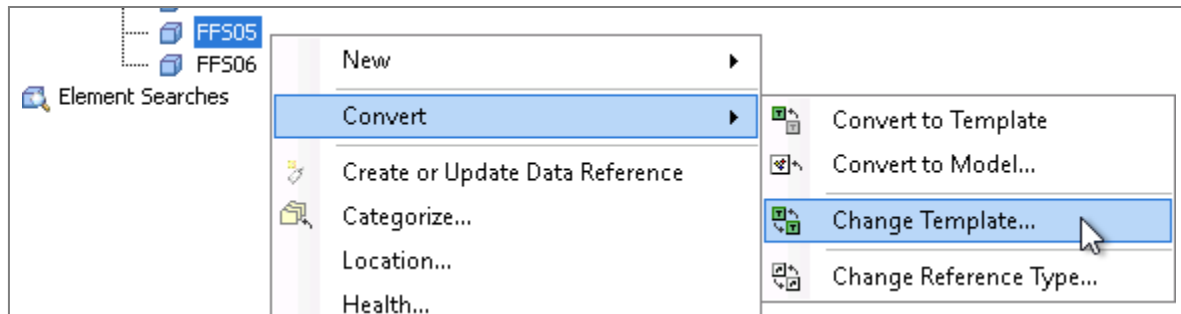 FFS05
FFS06
Element Searches
New
Convert
Create or Update Data Reference
Categorize...
Location...
Health...
Convert to Template
Convert to Model...
Change Template...
Change Reference Type...